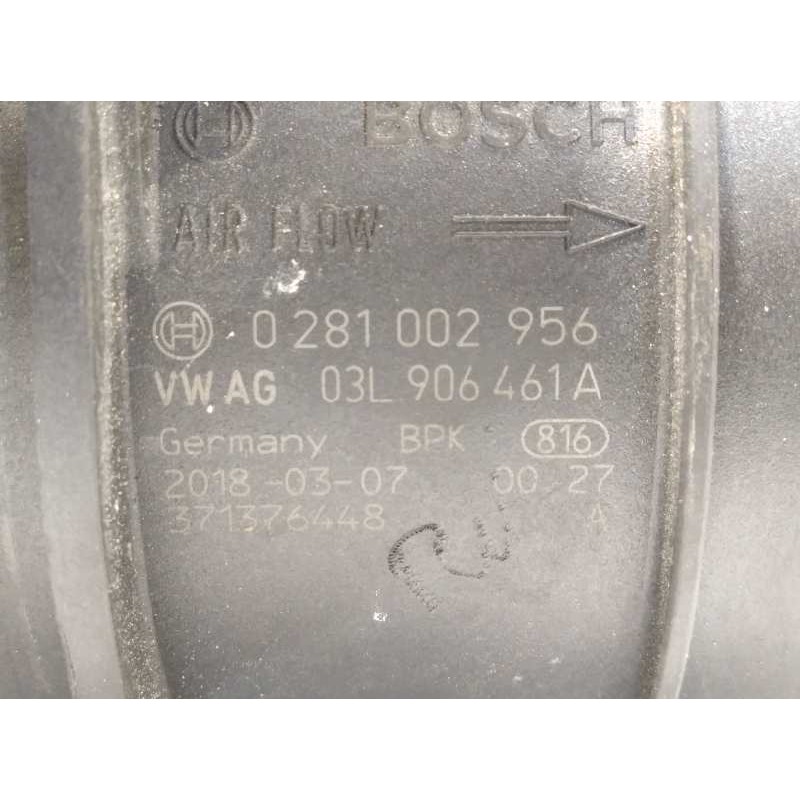 BOSCH
AIR FLOW
0 281 002 956
VW AG 03L 906 461 A
Germany BPK 816
2018-03-07 00 27
371376448 A